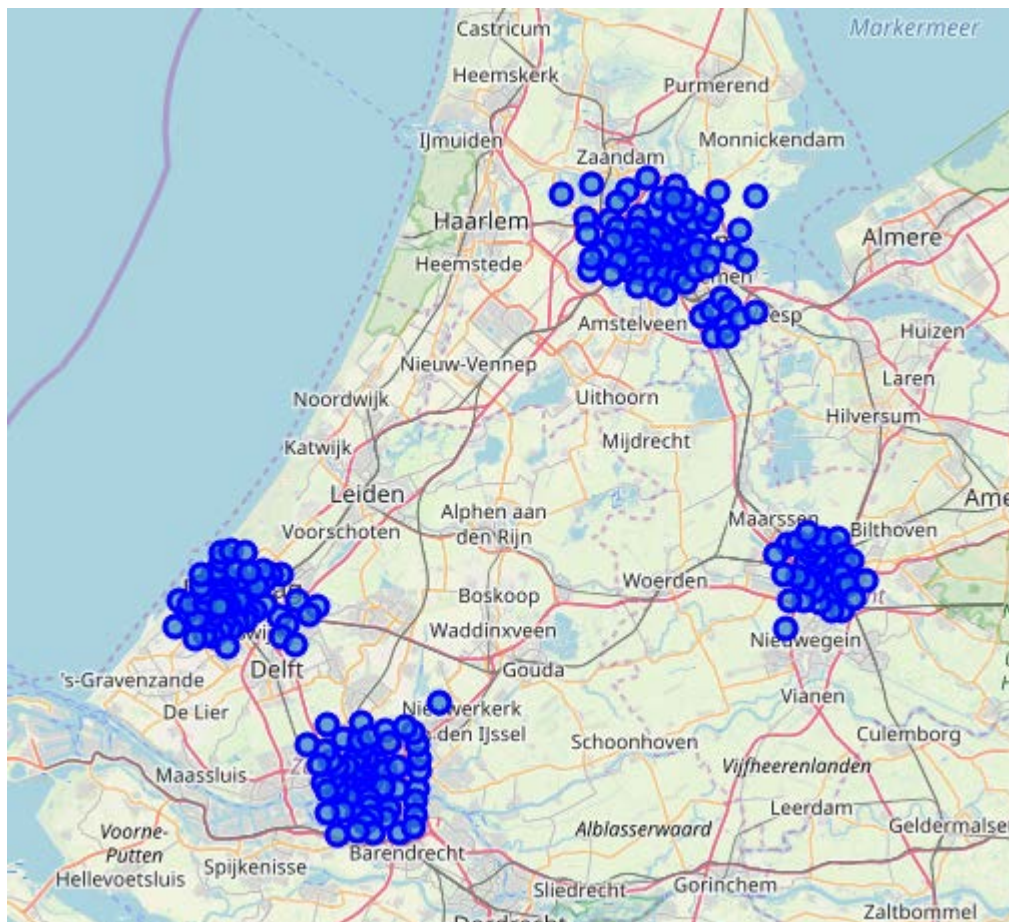 Markermeer
Castricum
Heemskerk
Purmerend
IJmuiden
Monnickendam
Zaandam
Haarlem
Almere
Heemstede
Amstelveen
Huizen
Nieuw-Vennep
Laren
Noordwijk
Uithoorn
Hilversum
Katwijk
Mijdrecht
Leiden
Alphen aan
den Rijn
Maarssen
Bilthoven
Voorschoten
Woerden
Boskoop
Waddinxveen
Nieuwegein
Delft
Gouda
's-Gravenzande
Vianen
De Lier
den IJssel
Schoonhoven
Culemborg
Maassluis
Vijfheerenlanden
Leerdam
Voorne-
Putten
Alblasserwaard
Geldermalse
Hellevoetsluis
Spijkenisse
Barendrecht
Sliedrecht
Gorinchem
Zaltbommel